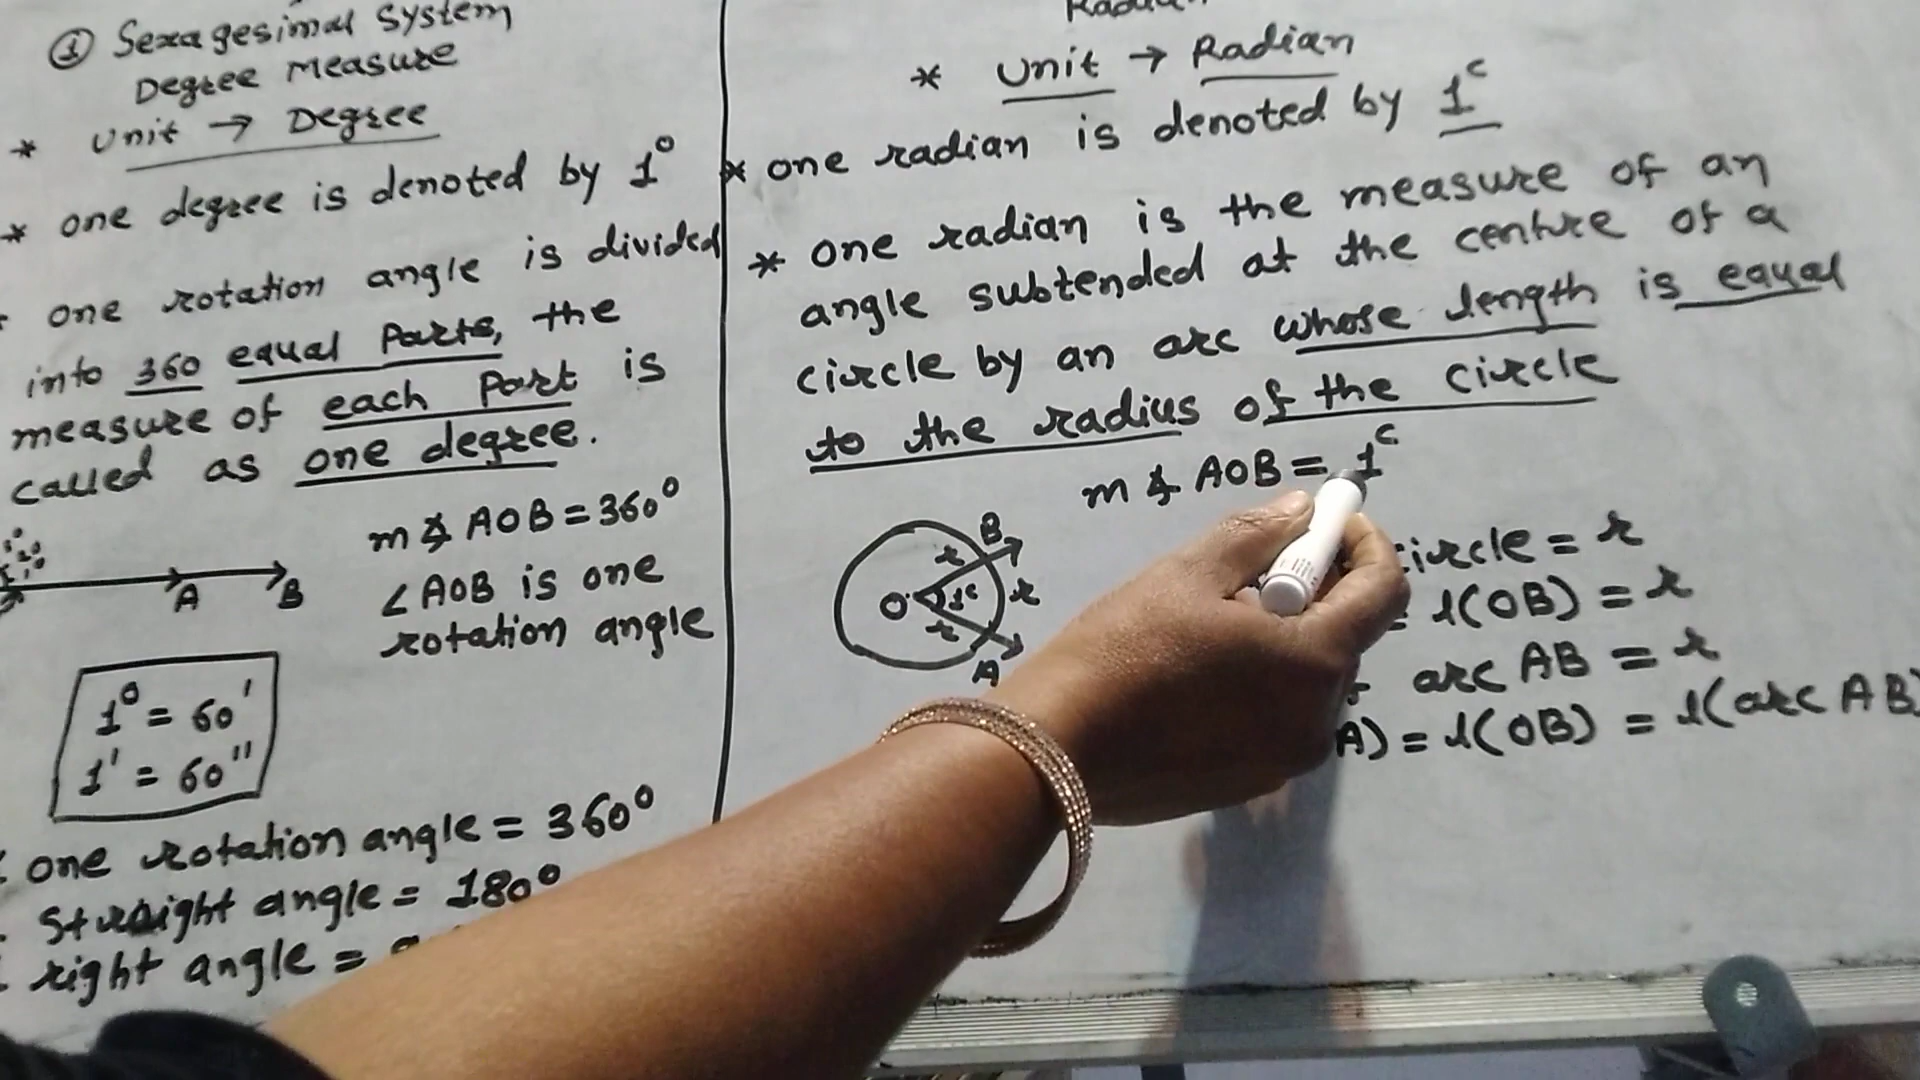 ① Sexagesimal System
Degree Measure
* Unit → Degree
* one degree is denoted by 1°
one rotation angle is divided
into 360 equal Parts, the
measure of each Part is
called as one degree.
m∡AOB = 360°
A B
∠AOB is one
rotation angle
1° = 60'
1' = 60"
one rotation angle = 360°
Straight angle = 180°
right angle =
* Unit → Radian
* one radian is denoted by 1ᶜ
* one radian is the measure of an
angle subtended at the centre of a
circle by an arc whose length is equal
to the radius of the circle
m∡AOB = 1ᶜ
B
r
O 1ᶜ r
r
A
circle = r
= l(OB) = r
arc AB = r
A) = l(OB) = l(arc AB)